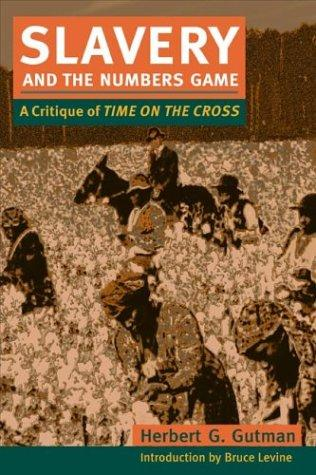 SLAVERY
AND THE NUMBERS GAME
A Critique of TIME ON THE CROSS
Herbert G. Gutman
Introduction by Bruce Levine